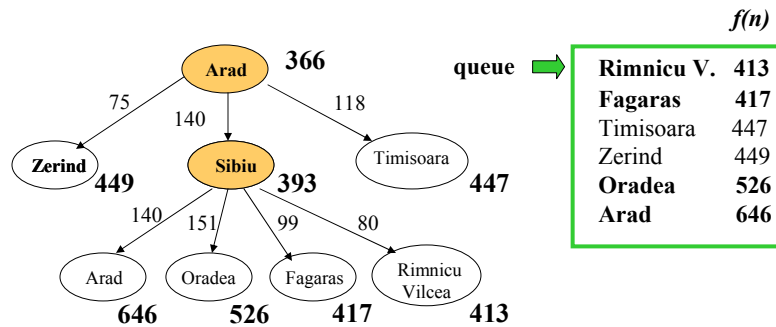 f(n)
Arad 366
queue
Rimnicu V. 413
75
140
118
Fagaras 417
Timisoara 447
Zerind 449
Oradea 526
Arad 646
Zerind 449
Sibiu 393
Timisoara 447
140
151
99
80
Arad 646
Oradea 526
Fagaras 417
Rimnicu
Vilcea 413